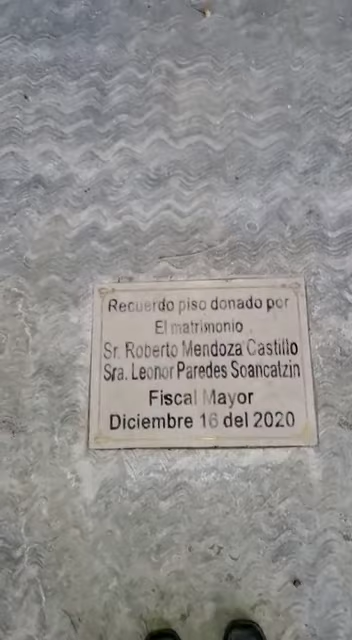 Recuerdo piso donado por
El matrimonio
Sr. Roberto Mendoza Castillo
Sra. Leonor Paredes Soancatzin
Fiscal Mayor
Diciembre 16 del 2020